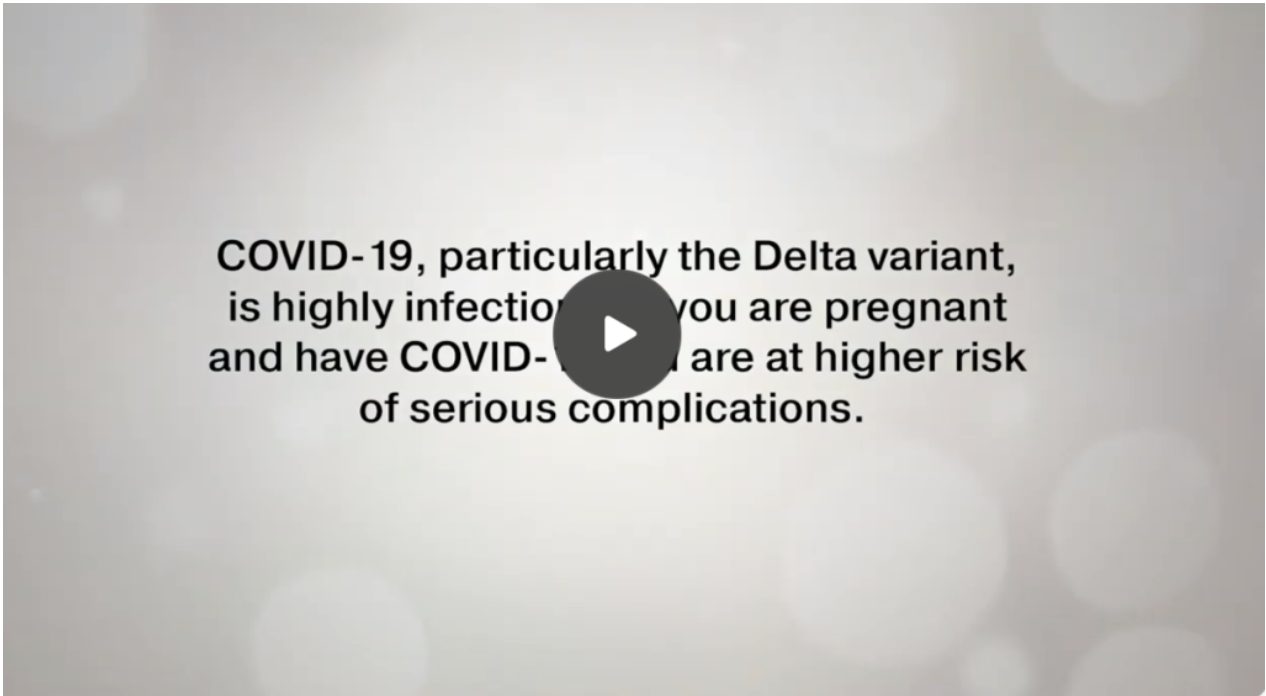 COVID-19, particularly the Delta variant,
is highly you are pregnant
and have COVID- are at higher risk
of serious complications.